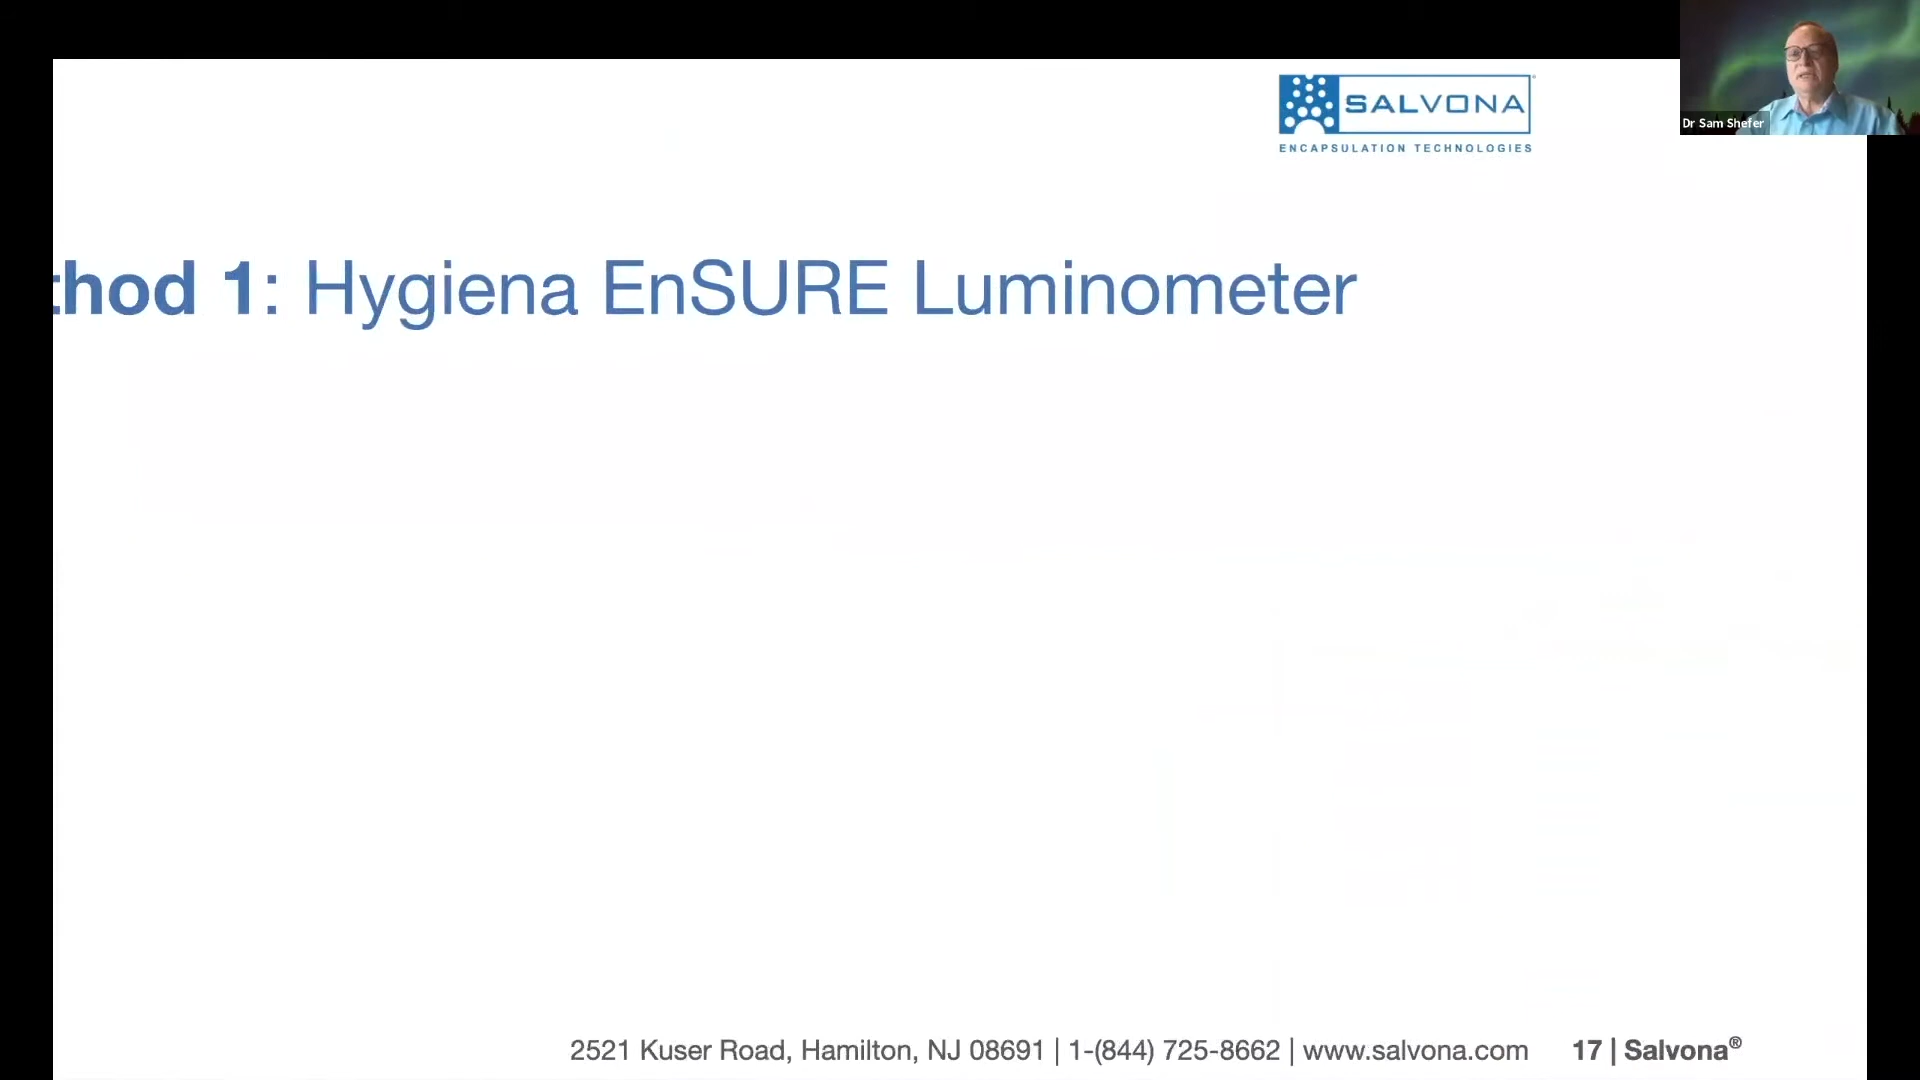 SALVONA
ENCAPSULATION TECHNOLOGIES
Dr Sam Shefer
thod 1: Hygiena EnSURE Luminometer
2521 Kuser Road, Hamilton, NJ 08691 | 1-(844) 725-8662 | www.salvona.com 17 | Salvona®